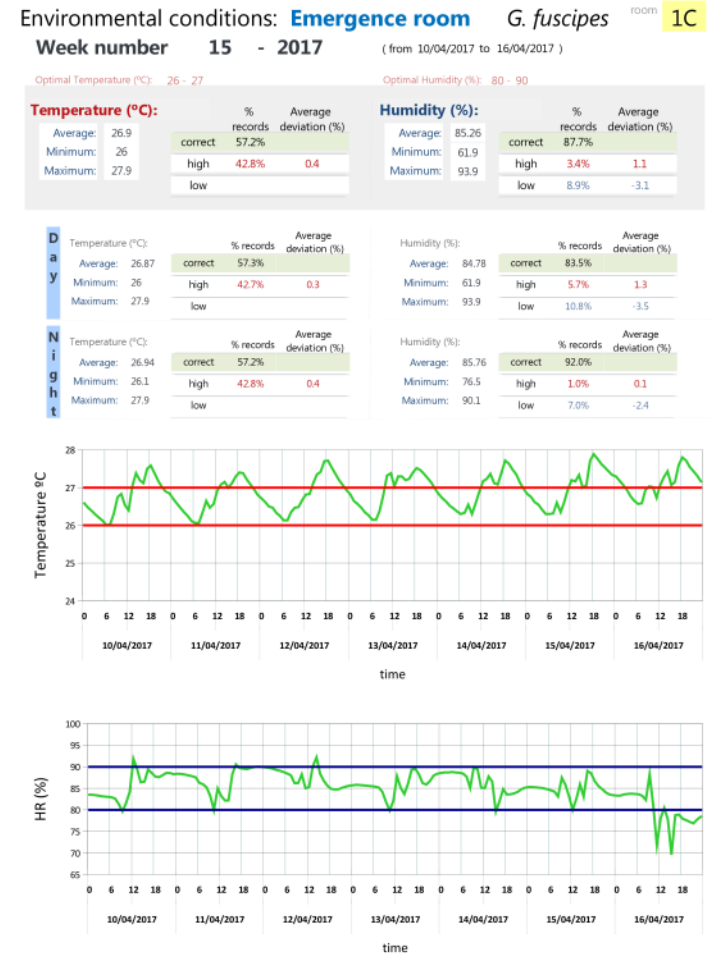 Environmental conditions: Emergence room G. fuscipes room 1C
Week number 15 - 2017 ( from 10/04/2017 to 16/04/2017 )
Optimal Temperature (ºC): 26 - 27 Optimal Humidity (%): 80 - 90
Temperature (ºC):
% records Average deviation (%)
Average: 26.9
Minimum: 26
Maximum: 27.9
correct 57.2%
high 42.8% 0.4
low
Humidity (%):
% records Average deviation (%)
Average: 85.26
Minimum: 61.9
Maximum: 93.9
correct 87.7%
high 3.4% 1.1
low 8.9% -3.1
Day
Temperature (ºC):
% records Average deviation (%)
Average: 26.87
Minimum: 26
Maximum: 27.9
correct 57.3%
high 42.7% 0.3
low
Humidity (%):
% records Average deviation (%)
Average: 84.78
Minimum: 61.9
Maximum: 93.9
correct 83.5%
high 5.7% 1.3
low 10.8% -3.5
Night
Temperature (ºC):
% records Average deviation (%)
Average: 26.94
Minimum: 26.1
Maximum: 27.9
correct 57.2%
high 42.8% 0.4
low
Humidity (%):
% records Average deviation (%)
Average: 85.76
Minimum: 76.5
Maximum: 90.1
correct 92.0%
high 1.0% 0.1
low 7.0% -2.4
Temperature ºC
28
27
26
25
24
0 6 12 18 0 6 12 18 0 6 12 18 0 6 12 18 0 6 12 18 0 6 12 18 0 6 12 18
10/04/2017 11/04/2017 12/04/2017 13/04/2017 14/04/2017 15/04/2017 16/04/2017
time
HR (%)
100
95
90
85
80
75
70
65
0 6 12 18 0 6 12 18 0 6 12 18 0 6 12 18 0 6 12 18 0 6 12 18 0 6 12 18
10/04/2017 11/04/2017 12/04/2017 13/04/2017 14/04/2017 15/04/2017 16/04/2017
time